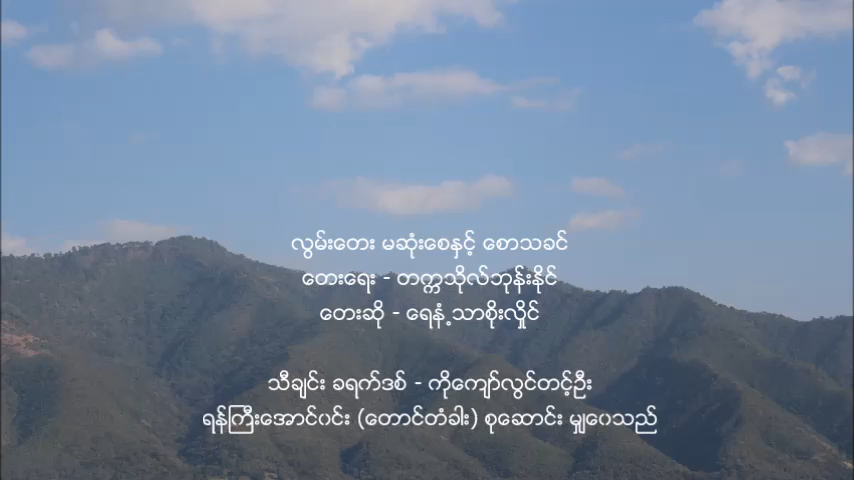 လွမ်းတေး မဆုံးစေနှင့် စောသခင်
တေးရေး - တက္ကသိုလ်ဘုန်းနိုင်
တေးဆို - ရေနံ့သာစိုးလှိုင်
သီချင်း ခရက်ဒစ် - ကိုကျော်လွင်တင့်ဦး
ရန်ကြီးအောင်ဝင်း (တောင်တံခါး) စုဆောင်း မျှဝေသည်